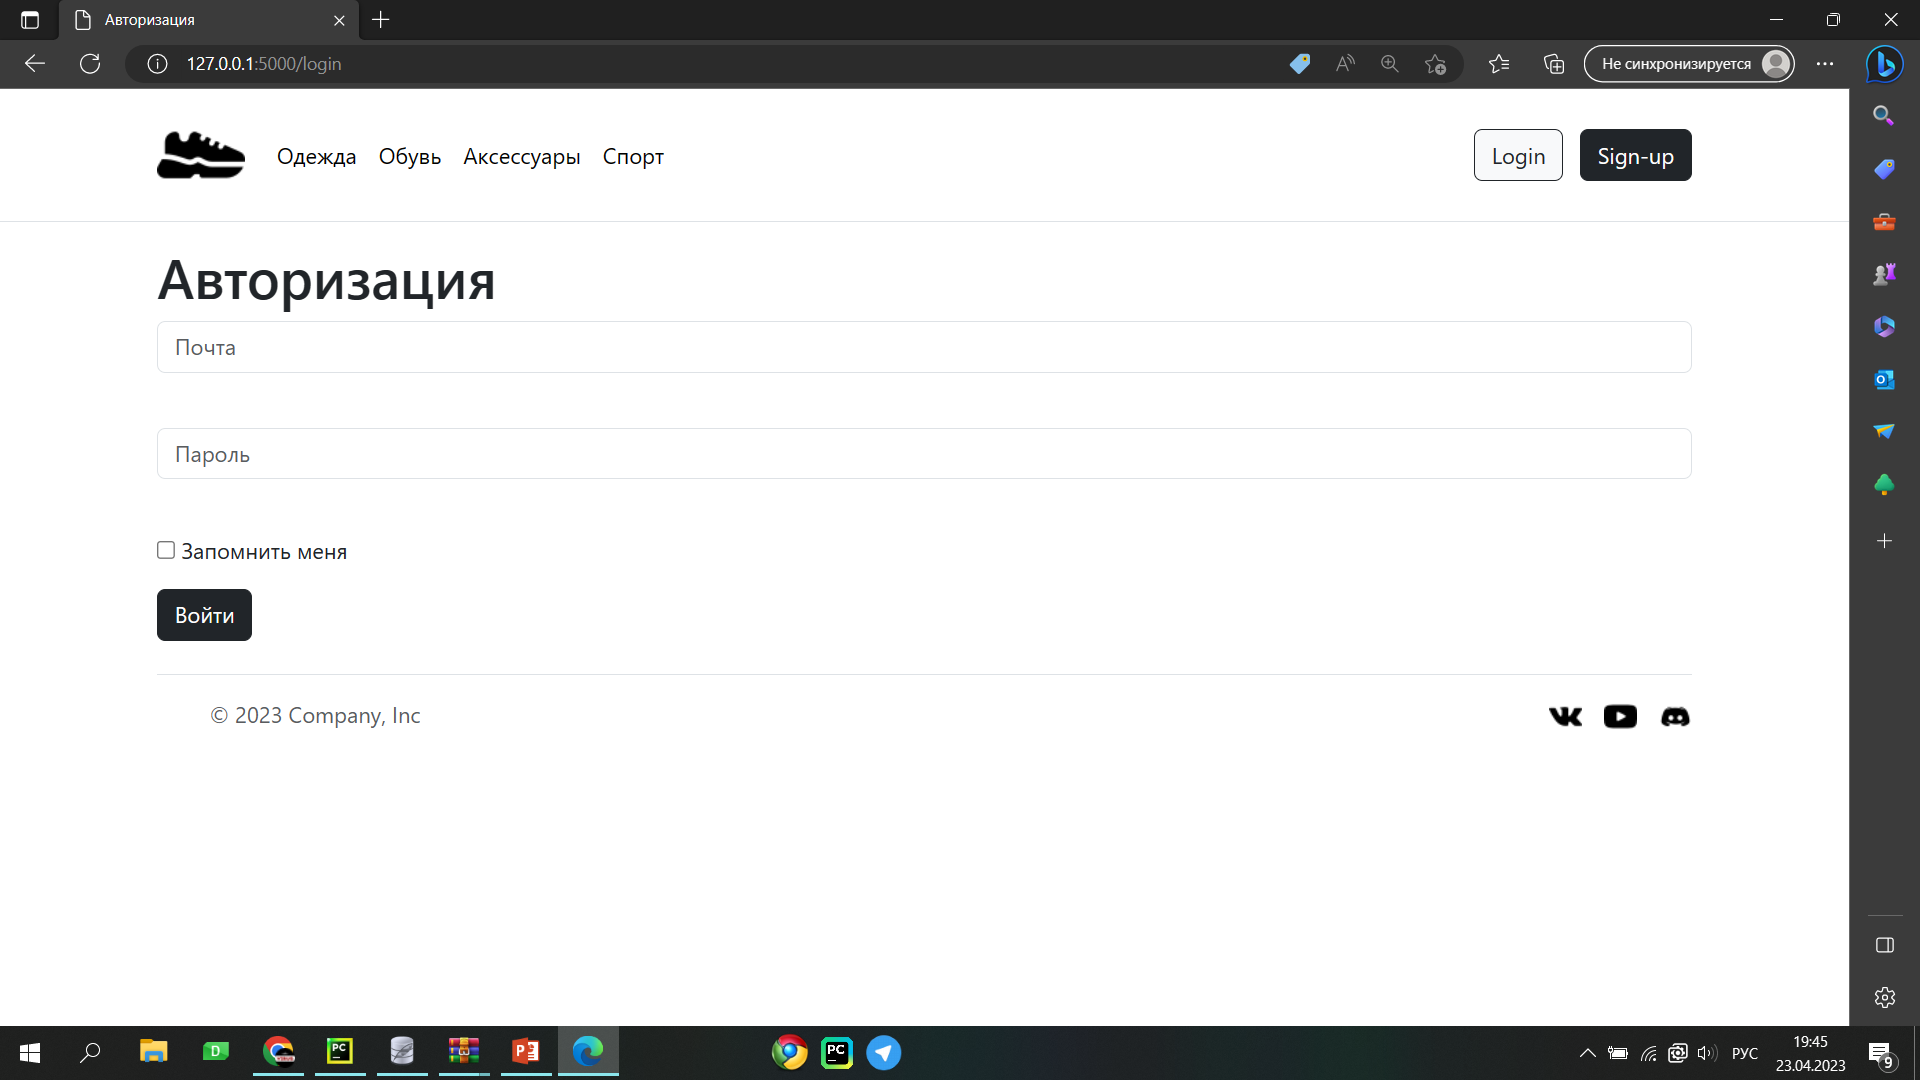 Авторизация
127.0.0.1:5000/login
Не синхронизируется
Одежда Обувь Аксессуары Спорт
Login Sign-up
Авторизация
Почта
Пароль
Запомнить меня
Войти
© 2023 Company, Inc
РУС
19:45
23.04.2023
9